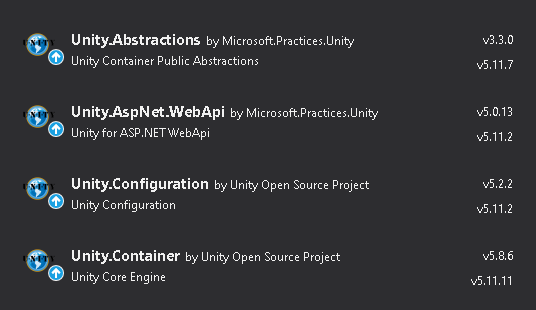 Unity.Abstractions by Microsoft.Practices.Unity v3.3.0
Unity Container Public Abstractions v5.11.7
Unity.AspNet.WebApi by Microsoft.Practices.Unity v5.0.13
Unity for ASP.NET WebApi v5.11.2
Unity.Configuration by Unity Open Source Project v5.2.2
Unity Configuration v5.11.2
Unity.Container by Unity Open Source Project v5.8.6
Unity Core Engine v5.11.11